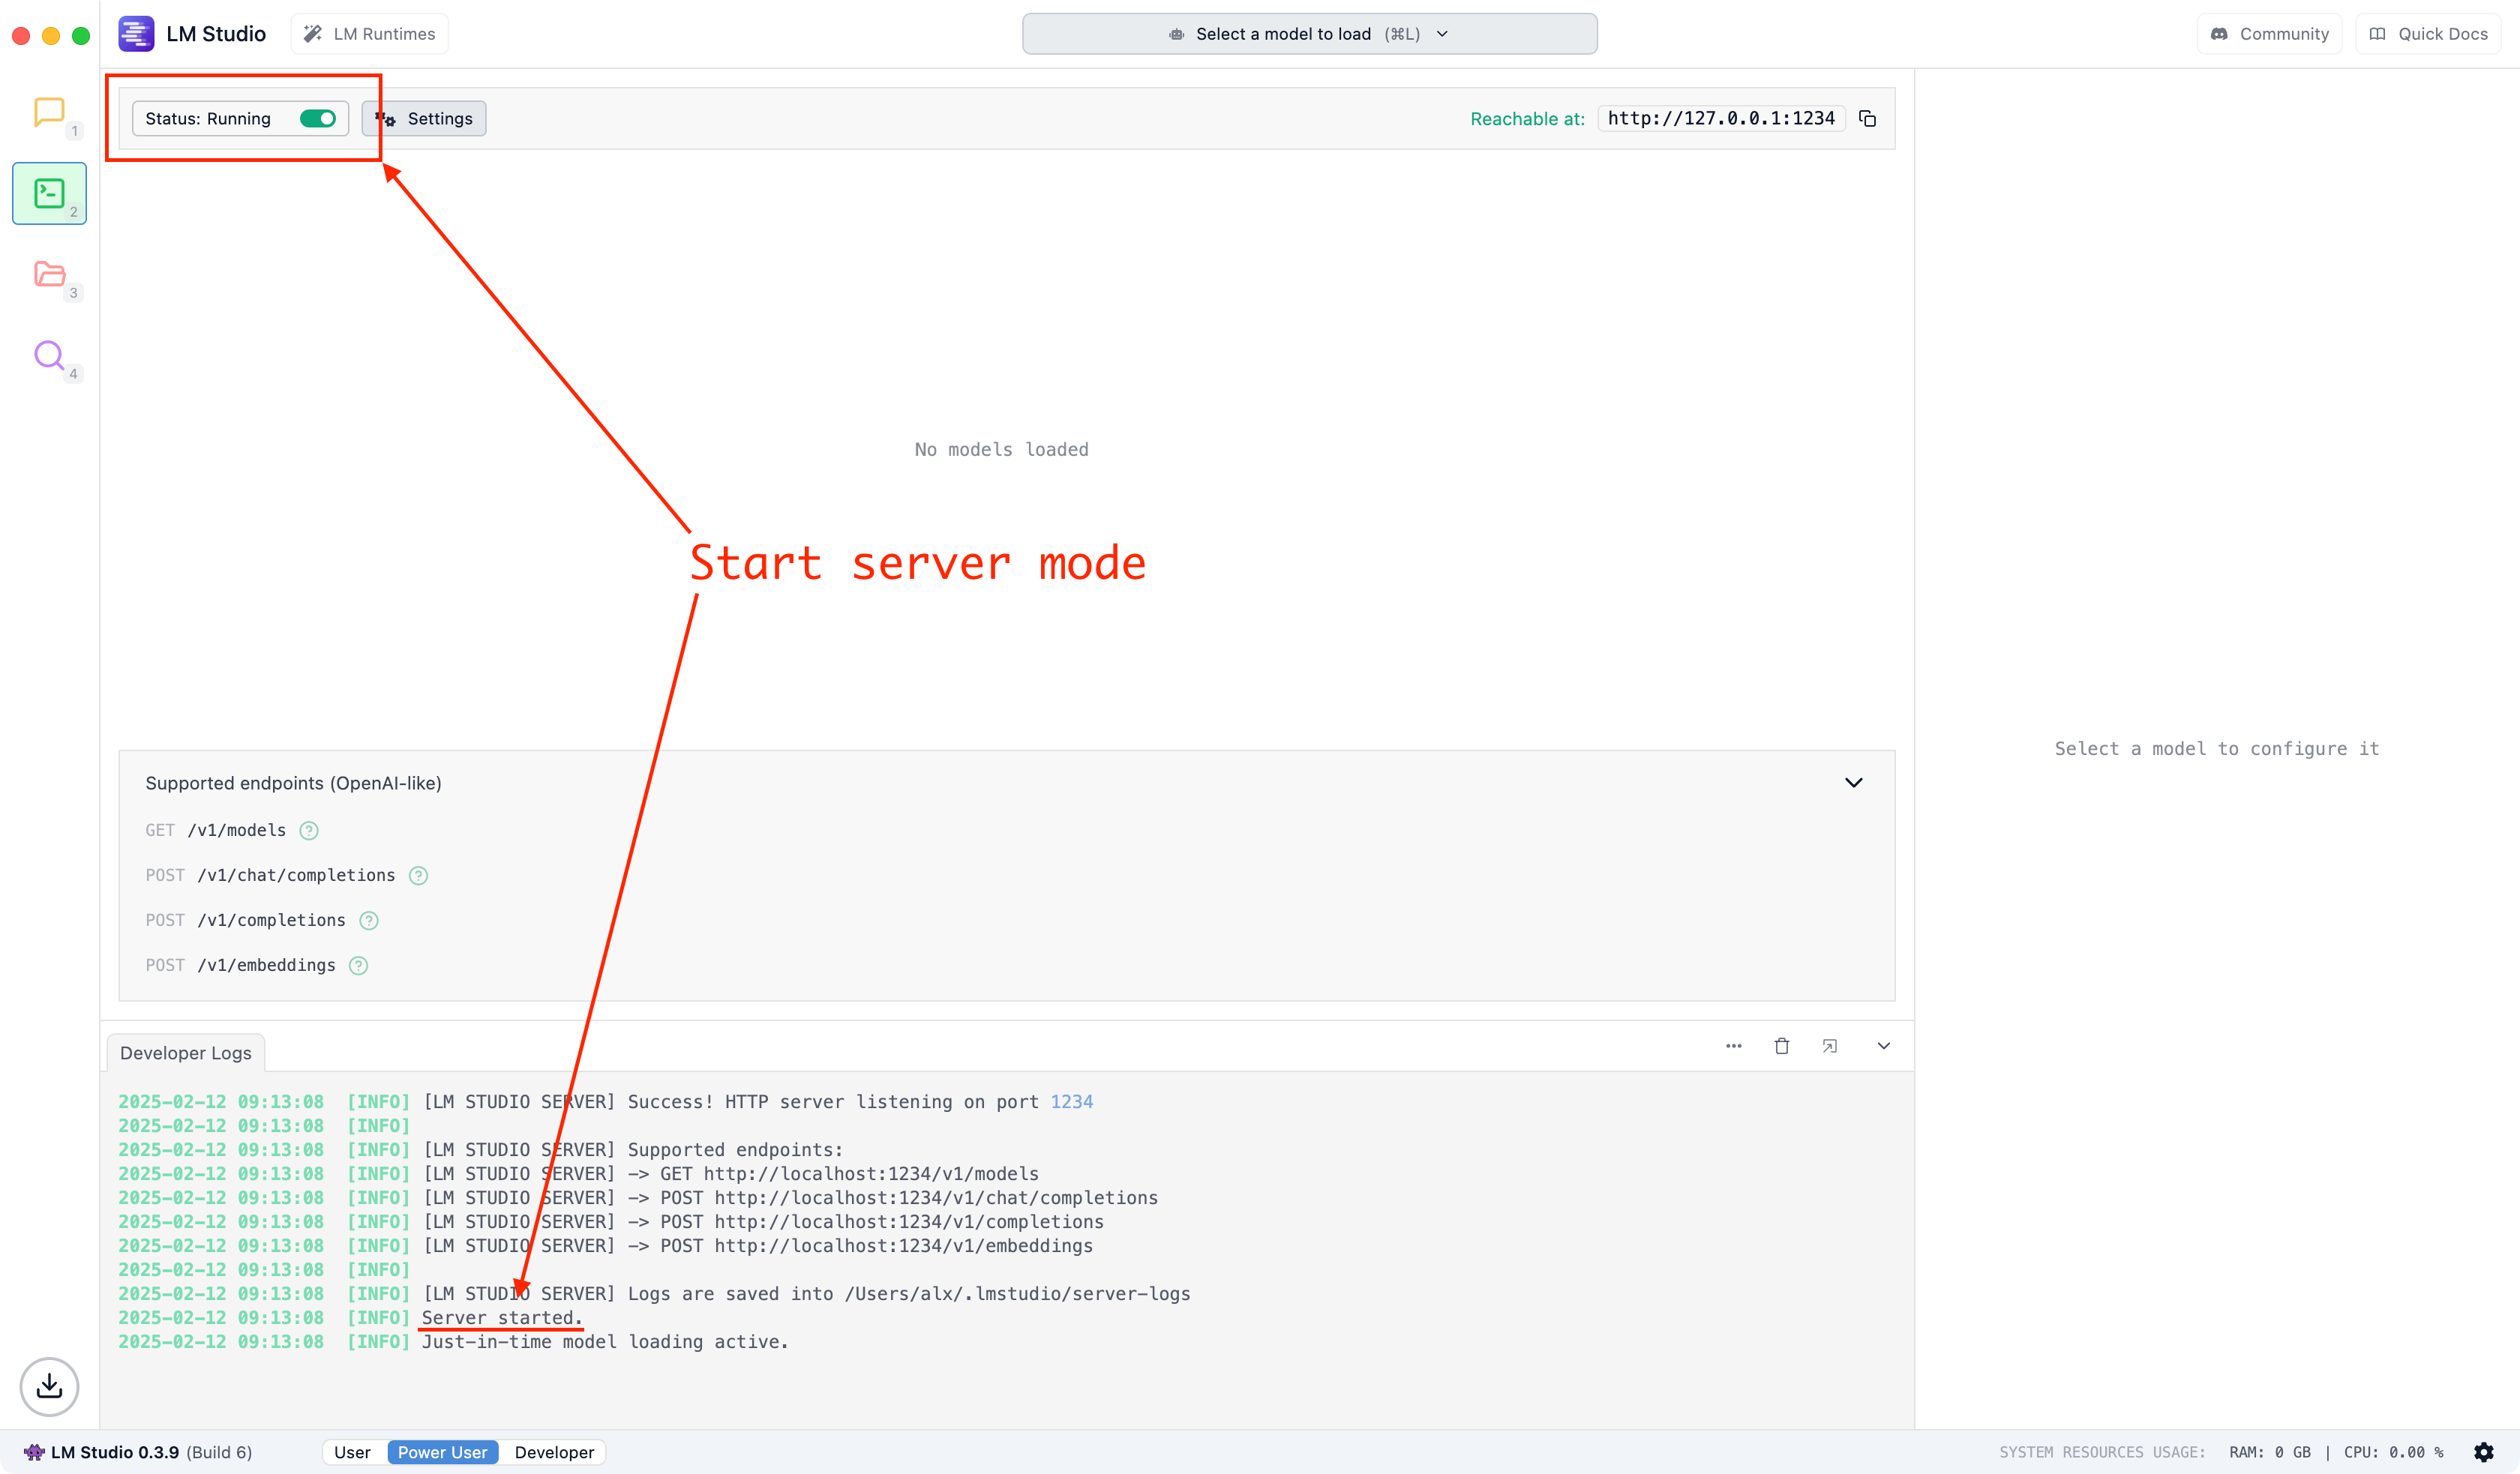 LM Studio
LM Runtimes
Select a model to load (⌘L)
Community
Quick Docs
Status: Running
Settings
Reachable at: http://127.0.0.1:1234
1
2
3
4
No models loaded
Start server mode
Select a model to configure it
Supported endpoints (OpenAI-like)
GET /v1/models ?
POST /v1/chat/completions ?
POST /v1/completions ?
POST /v1/embeddings ?
Developer Logs
2025-02-12 09:13:08 [INFO] [LM STUDIO SERVER] Success! HTTP server listening on port 1234
2025-02-12 09:13:08 [INFO]
2025-02-12 09:13:08 [INFO] [LM STUDIO SERVER] Supported endpoints:
2025-02-12 09:13:08 [INFO] [LM STUDIO SERVER] -> GET http://localhost:1234/v1/models
2025-02-12 09:13:08 [INFO] [LM STUDIO SERVER] -> POST http://localhost:1234/v1/chat/completions
2025-02-12 09:13:08 [INFO] [LM STUDIO SERVER] -> POST http://localhost:1234/v1/completions
2025-02-12 09:13:08 [INFO] [LM STUDIO SERVER] -> POST http://localhost:1234/v1/embeddings
2025-02-12 09:13:08 [INFO]
2025-02-12 09:13:08 [INFO] [LM STUDIO SERVER] Logs are saved into /Users/alx/.lmstudio/server-logs
2025-02-12 09:13:08 [INFO] Server started.
2025-02-12 09:13:08 [INFO] Just-in-time model loading active.
LM Studio 0.3.9 (Build 6)
User
Power User
Developer
SYSTEM RESOURCES USAGE: RAM: 0 GB | CPU: 0.00 %